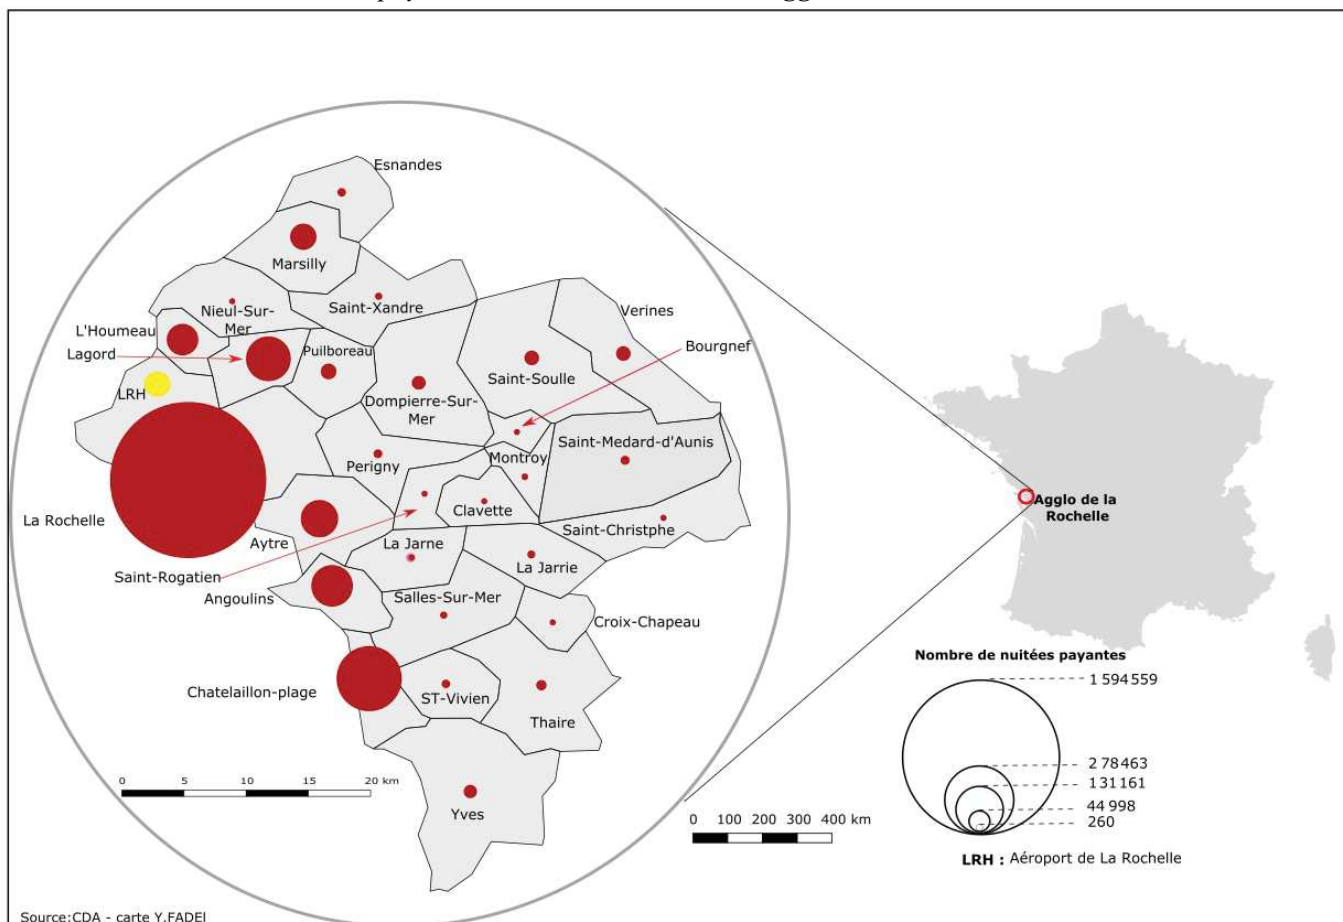 Esnandes
Marsilly
Nieul-Sur-
Mer
Saint-Xandre
Verines
L'Houmeau
Lagord
Puilboreau
Bourgnef
LRH
Dompierre-Sur-
Mer
Saint-Soulle
Saint-Medard-d'Aunis
Perigny
Montroy
Clavette
La Rochelle
Aytre
La Jarne
Saint-Christphe
Saint-Rogatien
La Jarrie
Angoulins
Salles-Sur-Mer
Croix-Chapeau
Chatelaillon-plage
ST-Vivien
Thaire
Yves
0 5 10 15 20 km
Agglo de la
Rochelle
Nombre de nuitées payantes
1 594 559
2 78 463
131 161
44 998
260
0 100 200 300 400 km
LRH : Aéroport de La Rochelle
Source:CDA - carte Y.FADEI